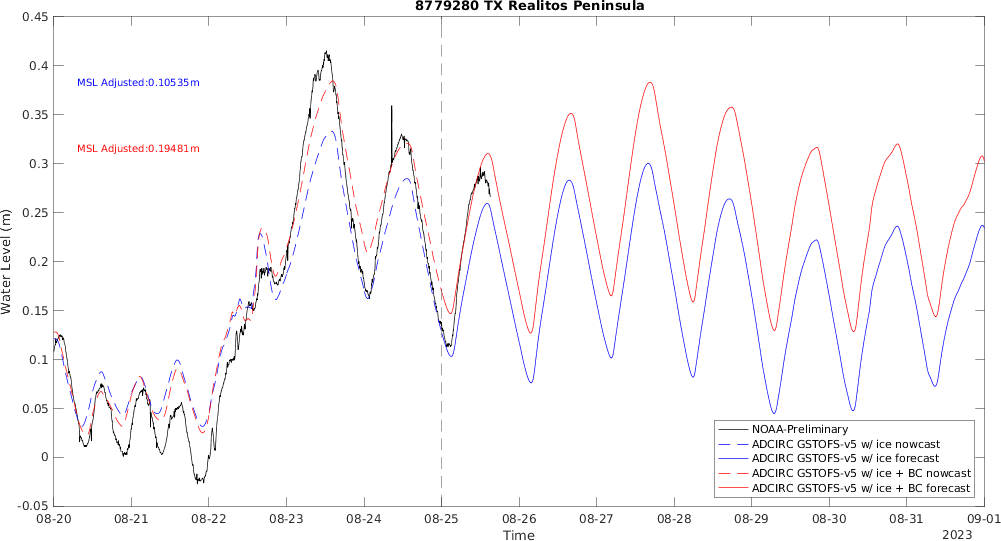 8779280 TX Realitos Peninsula
0.45
0.4
0.35
0.3
0.25
0.2
0.15
0.1
0.05
0
-0.05
Water Level (m)
MSL Adjusted:0.10535m
MSL Adjusted:0.19481m
NOAA-Preliminary
ADCIRC GSTOFS-v5 w/ ice nowcast
ADCIRC GSTOFS-v5 w/ ice forecast
ADCIRC GSTOFS-v5 w/ ice + BC nowcast
ADCIRC GSTOFS-v5 w/ ice + BC forecast
08-20 08-21 08-22 08-23 08-24 08-25 08-26 08-27 08-28 08-29 08-30 08-31 09-01
Time
2023